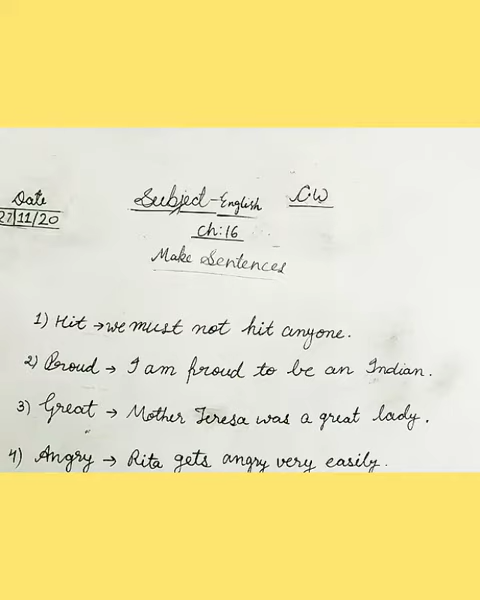 Date
27/11/20
Subject-English C.W
Ch:16
Make Sentences
1) Hit →we must not hit anyone.
2) Proud → I am proud to be an Indian.
3) Great → Mother Teresa was a great lady.
4) Angry → Rita gets angry very easily.